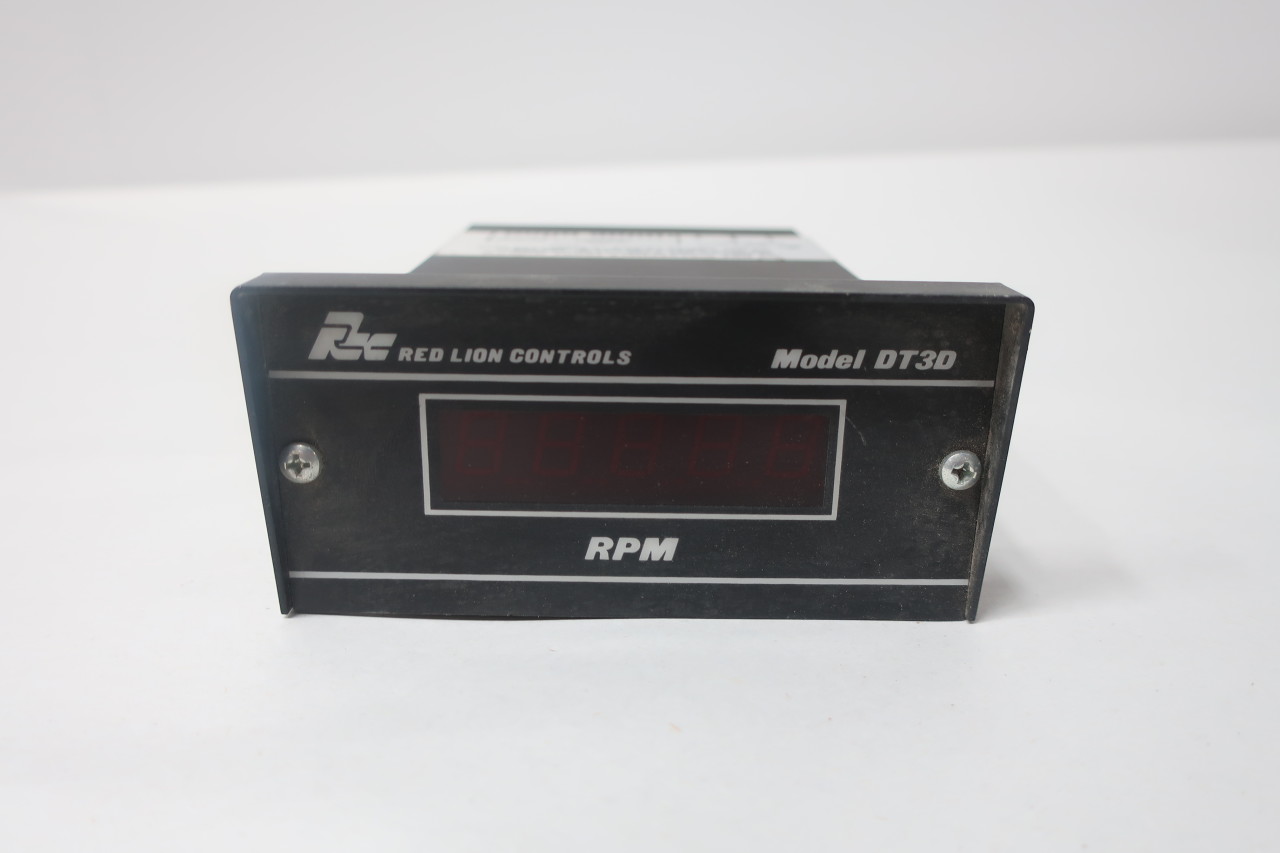 RLC RED LION CONTROLS Model DT3D
RPM